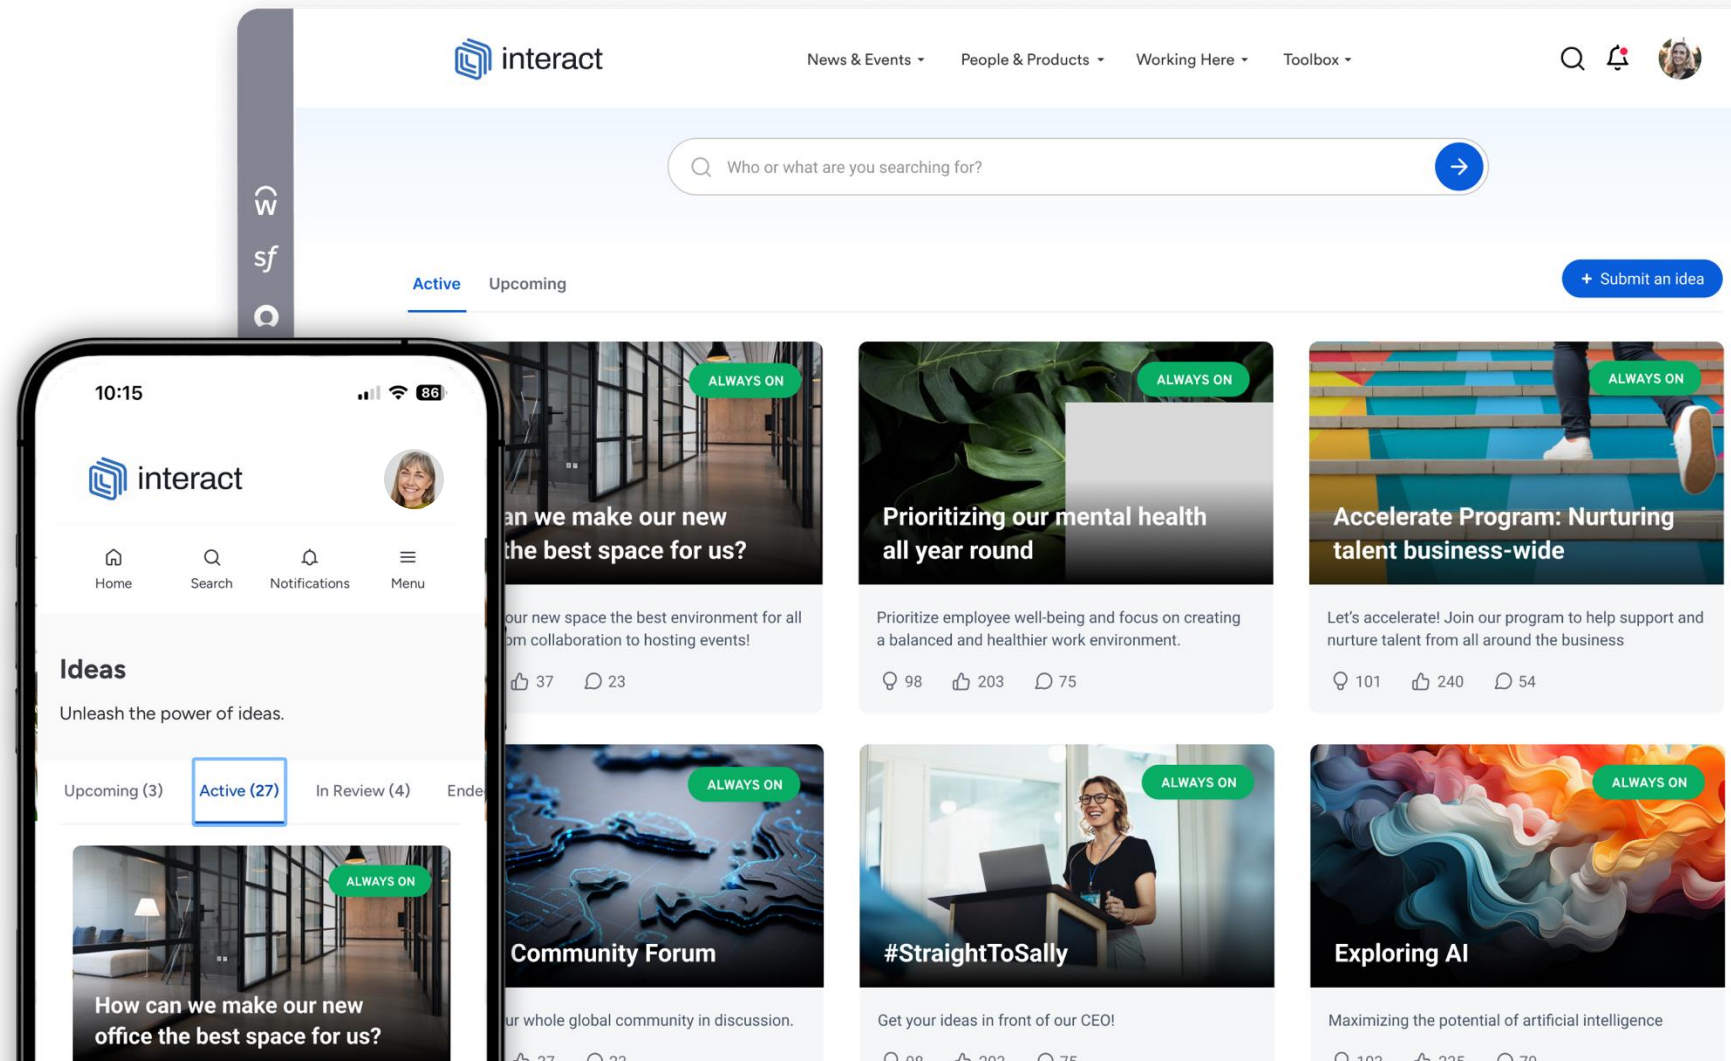 interact
News & Events
People & Products
Working Here
Toolbox
Who or what are you searching for?
Active
Upcoming
+ Submit an idea
ALWAYS ON
an we make our new
the best space for us?
our new space the best environment for all
om collaboration to hosting events!
37
23
ALWAYS ON
Prioritizing our mental health
all year round
Prioritize employee well-being and focus on creating
a balanced and healthier work environment.
98
203
75
ALWAYS ON
Accelerate Program: Nurturing
talent business-wide
Let's accelerate! Join our program to help support and
nurture talent from all around the business
101
240
54
ALWAYS ON
Community Forum
ur whole global community in discussion.
ALWAYS ON
#StraightToSally
Get your ideas in front of our CEO!
ALWAYS ON
Exploring AI
Maximizing the potential of artificial intelligence
w
sf
10:15
86
interact
Home
Search
Notifications
Menu
Ideas
Unleash the power of ideas.
Upcoming (3)
Active (27)
In Review (4)
Ende
ALWAYS ON
How can we make our new
office the best space for us?